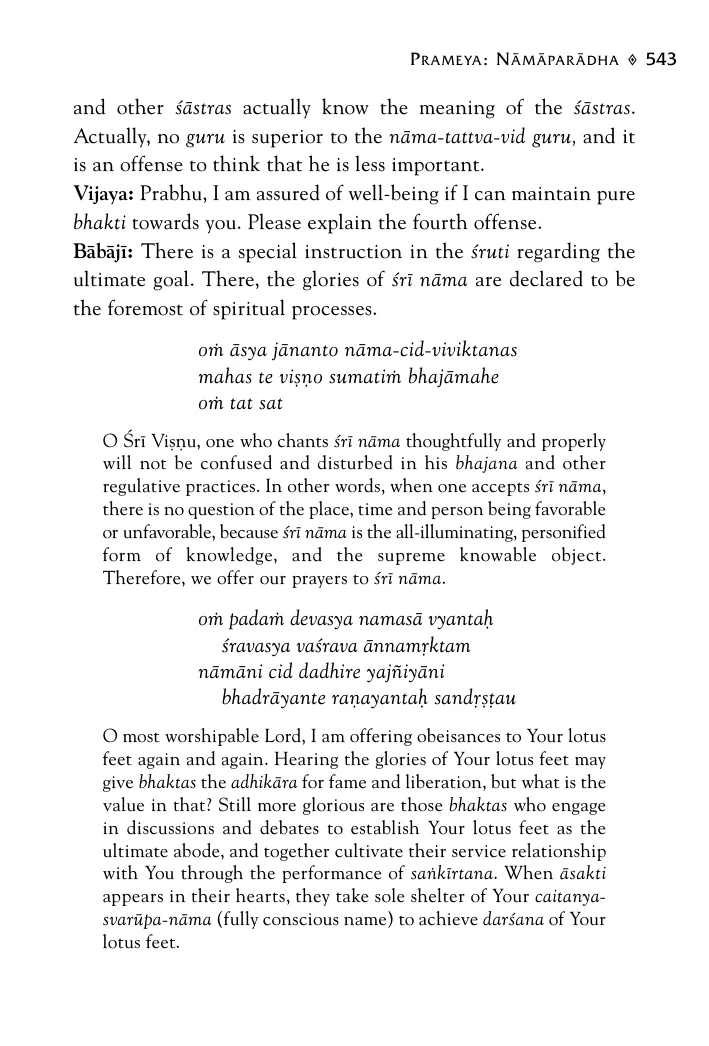 PRAMEYA: NĀMĀPARĀDHA ◈ 543
and other śāstras actually know the meaning of the śāstras.
Actually, no guru is superior to the nāma-tattva-vid guru, and it
is an offense to think that he is less important.
Vijaya: Prabhu, I am assured of well-being if I can maintain pure
bhakti towards you. Please explain the fourth offense.
Bābājī: There is a special instruction in the śruti regarding the
ultimate goal. There, the glories of śrī nāma are declared to be
the foremost of spiritual processes.
oṁ āsya jānanto nāma-cid-viviktanas
mahas te viṣṇo sumatiṁ bhajāmahe
oṁ tat sat
O Śrī Viṣṇu, one who chants śrī nāma thoughtfully and properly
will not be confused and disturbed in his bhajana and other
regulative practices. In other words, when one accepts śrī nāma,
there is no question of the place, time and person being favorable
or unfavorable, because śrī nāma is the all-illuminating, personified
form of knowledge, and the supreme knowable object.
Therefore, we offer our prayers to śrī nāma.
oṁ padaṁ devasya namasā vyantaḥ
śravasya vaśrava ānnamṛktam
nāmāni cid dadhire yajñiyāni
bhadrāyante raṇayantaḥ sandṛṣṭau
O most worshipable Lord, I am offering obeisances to Your lotus
feet again and again. Hearing the glories of Your lotus feet may
give bhaktas the adhikāra for fame and liberation, but what is the
value in that? Still more glorious are those bhaktas who engage
in discussions and debates to establish Your lotus feet as the
ultimate abode, and together cultivate their service relationship
with You through the performance of saṅkīrtana. When āsakti
appears in their hearts, they take sole shelter of Your caitanya-
svarūpa-nāma (fully conscious name) to achieve darśana of Your
lotus feet.